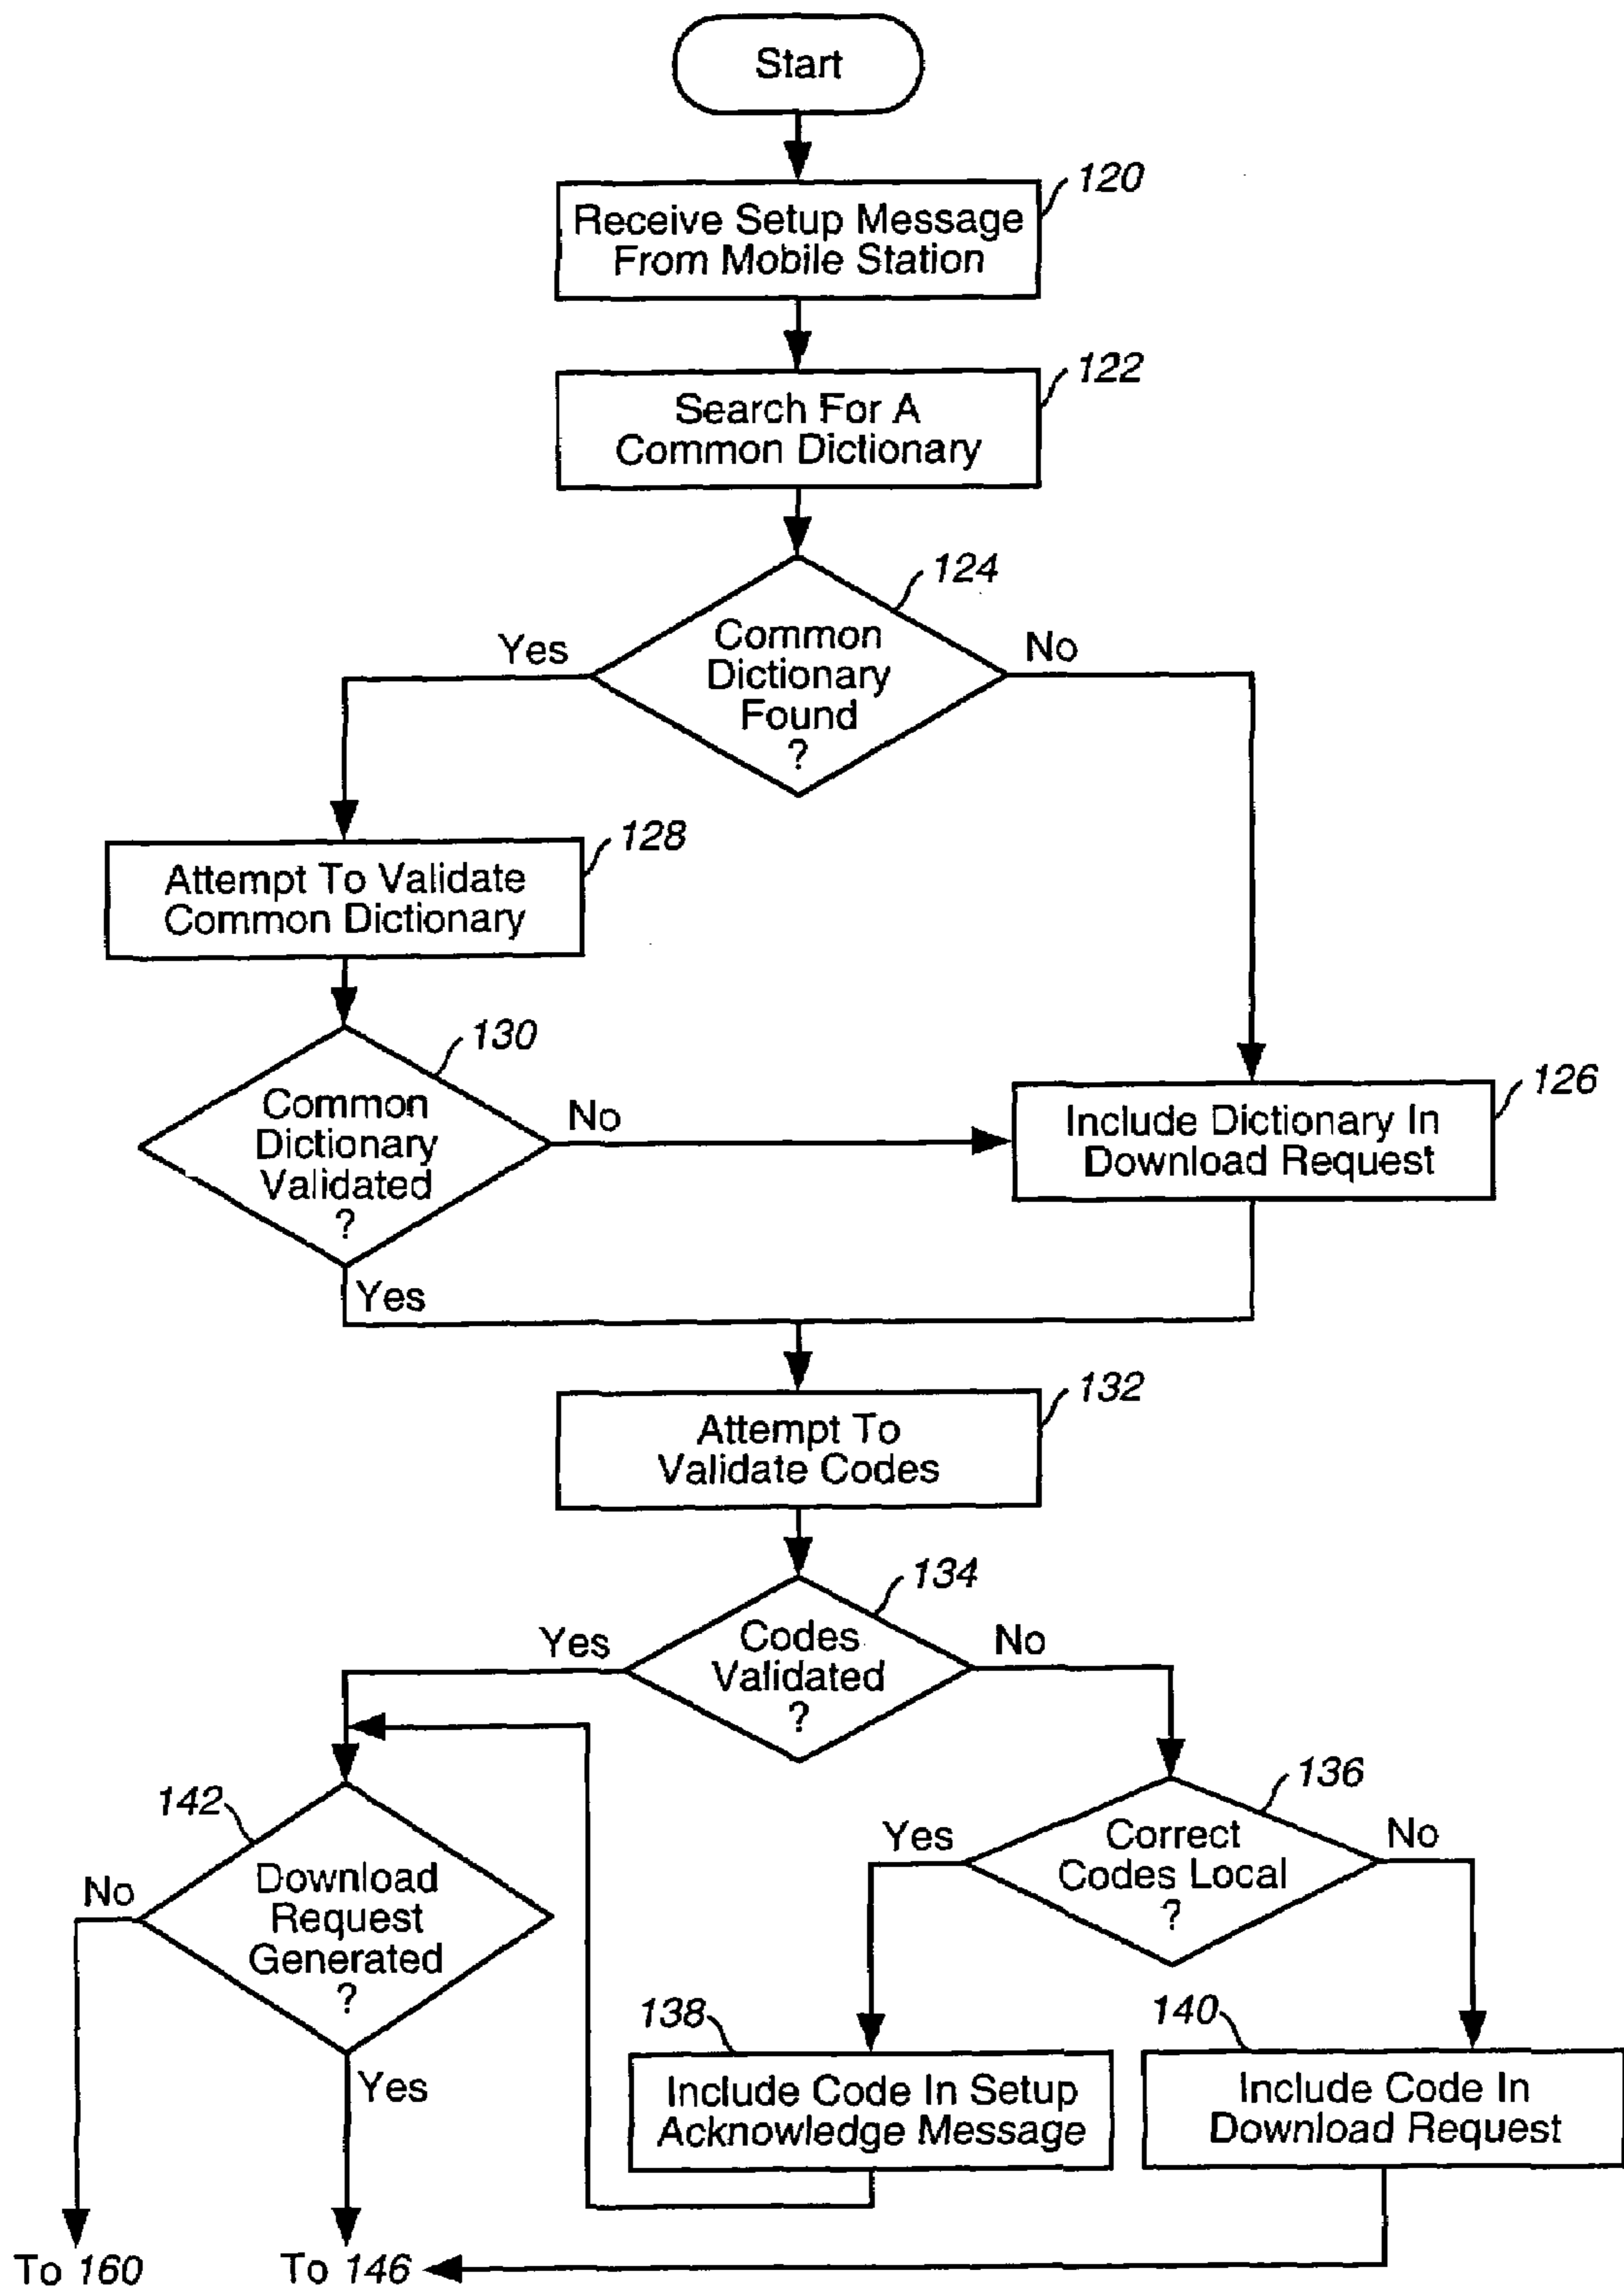 Start
120
Receive Setup Message
From Mobile Station
122
Search For A
Common Dictionary
124
Common
Dictionary
Found
?
Yes
No
128
Attempt To Validate
Common Dictionary
130
Common
Dictionary
Validated
?
No
Yes
126
Include Dictionary In
Download Request
132
Attempt To
Validate Codes
134
Codes
Validated
?
Yes
No
136
Correct
Codes Local
?
Yes
No
142
Download
Request
Generated
?
No
Yes
138
Include Code In Setup
Acknowledge Message
140
Include Code In
Download Request
To 160
To 146